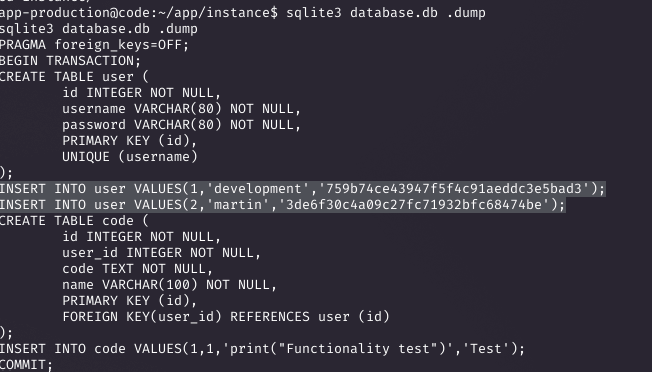 app-production@code:~/app/instance$ sqlite3 database.db .dump
sqlite3 database.db .dump
PRAGMA foreign_keys=OFF;
BEGIN TRANSACTION;
CREATE TABLE user (
id INTEGER NOT NULL,
username VARCHAR(80) NOT NULL,
password VARCHAR(80) NOT NULL,
PRIMARY KEY (id),
UNIQUE (username)
);
INSERT INTO user VALUES(1,'development','759b74ce43947f5f4c91aeddc3e5bad3');
INSERT INTO user VALUES(2,'martin','3de6f30c4a09c27fc71932bfc68474be');
CREATE TABLE code (
id INTEGER NOT NULL,
user_id INTEGER NOT NULL,
code TEXT NOT NULL,
name VARCHAR(100) NOT NULL,
PRIMARY KEY (id),
FOREIGN KEY(user_id) REFERENCES user (id)
);
INSERT INTO code VALUES(1,1,'print("Functionality test")','Test');
COMMIT;